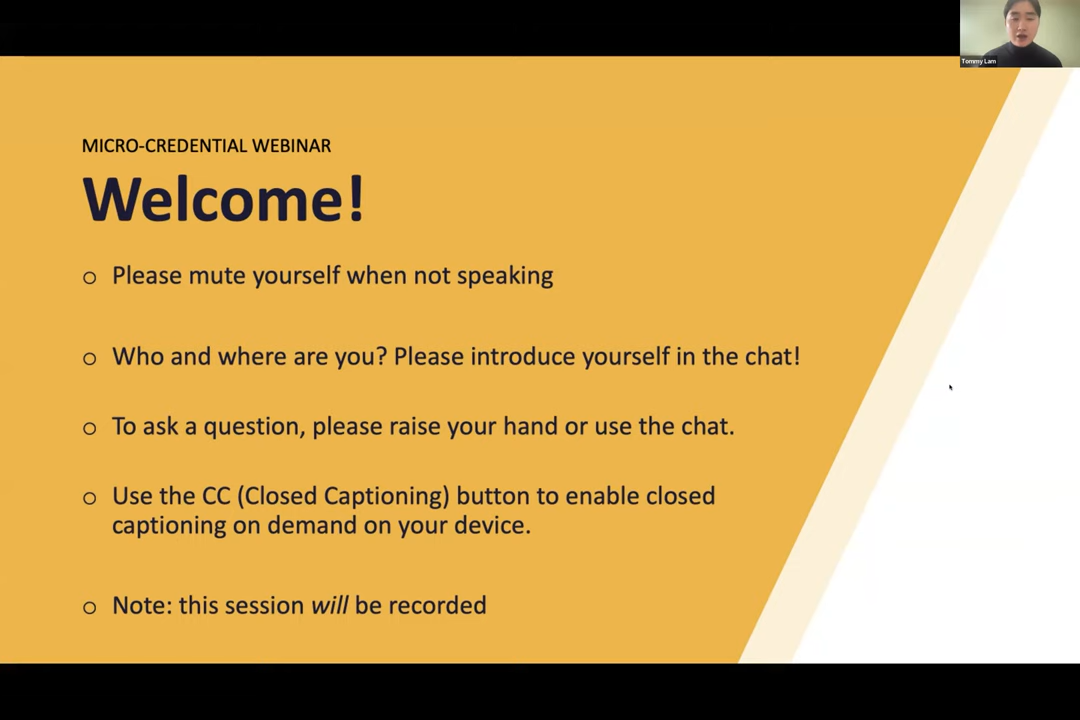 Tommy Lam
MICRO-CREDENTIAL WEBINAR
Welcome!
o Please mute yourself when not speaking
o Who and where are you? Please introduce yourself in the chat!
o To ask a question, please raise your hand or use the chat.
o Use the CC (Closed Captioning) button to enable closed
captioning on demand on your device.
o Note: this session will be recorded